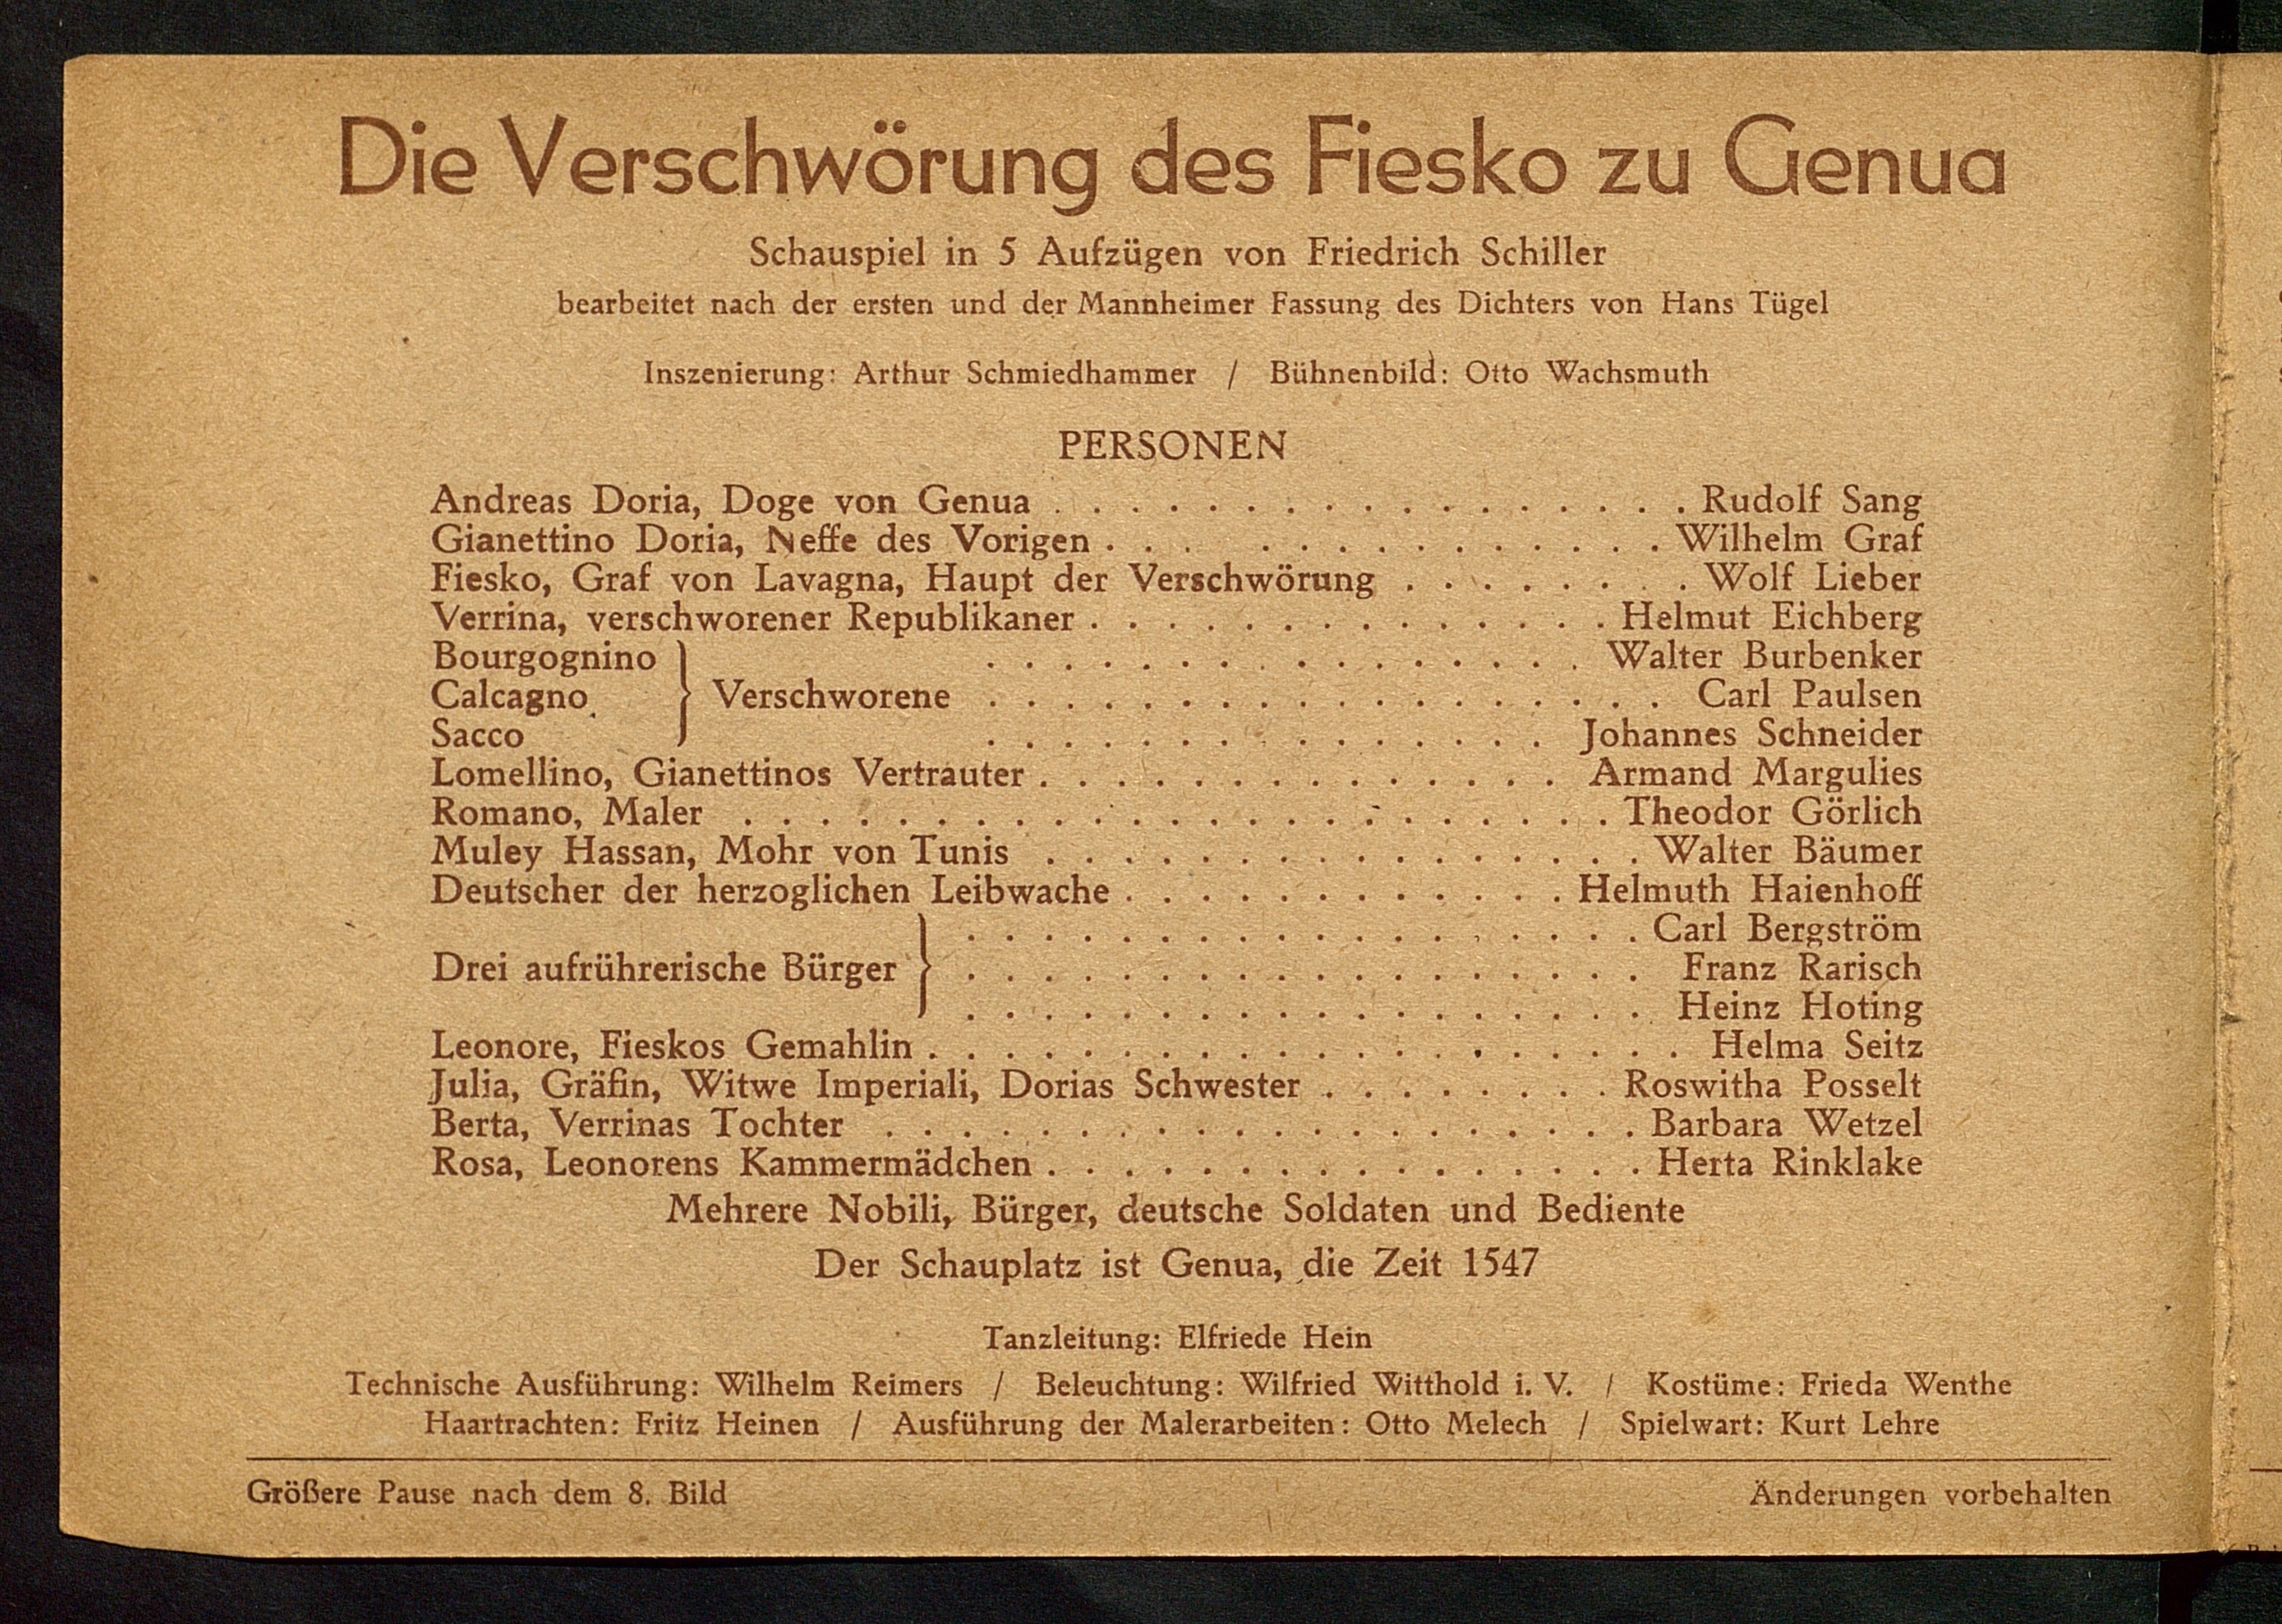 Die Verschwörung des Fiesko zu Genua
Schauspiel in 5 Aufzügen von Friedrich Schiller
bearbeitet nach der ersten und der Mannheimer Fassung des Dichters von Hans Tügel
Inszenierung: Arthur Schmiedhammer / Bühnenbild: Otto Wachsmuth
PERSONEN
Andreas Doria, Doge von Genua . . . . . . . . . . . . . . . . . Rudolf Sang
Gianettino Doria, Neffe des Vorigen . . . . . . . . . . . . . . Wilhelm Graf
Fiesko, Graf von Lavagna, Haupt der Verschwörung . . . . . . . . Wolf Lieber
Verrina, verschworener Republikaner . . . . . . . . . . . . . . Helmut Eichberg
Bourgognino . . . . . . . . . . . . . . . . Walter Burbenker
Calcagno } Verschworene . . . . . . . . . . . . . . . . . . Carl Paulsen
Sacco . . . . . . . . . . . . . . . Johannes Schneider
Lomellino, Gianettinos Vertrauter . . . . . . . . . . . . . . Armand Margulies
Romano, Maler . . . . . . . . . . . . . . . . . . . . . . . Theodor Görlich
Muley Hassan, Mohr von Tunis . . . . . . . . . . . . . . . . Walter Bäumer
Deutscher der herzoglichen Leibwache . . . . . . . . . . . . Helmuth Haienhoff
. . . . . . . . . . . . . . . . . . Carl Bergström
Drei aufrührerische Bürger } . . . . . . . . . . . . . . . . . . Franz Rarisch
. . . . . . . . . . . . . . . . . . Heinz Hoting
Leonore, Fieskos Gemahlin . . . . . . . . . . . . . . . . . . . . Helma Seitz
Julia, Gräfin, Witwe Imperiali, Dorias Schwester . . . . . . . . Roswitha Posselt
Berta, Verrinas Tochter . . . . . . . . . . . . . . . . . . . . Barbara Wetzel
Rosa, Leonorens Kammermädchen . . . . . . . . . . . . . . . . Herta Rinklake
Mehrere Nobili, Bürger, deutsche Soldaten und Bediente
Der Schauplatz ist Genua, die Zeit 1547
Tanzleitung: Elfriede Hein
Technische Ausführung: Wilhelm Reimers / Beleuchtung: Wilfried Witthold i. V. / Kostüme: Frieda Wenthe
Haartrachten: Fritz Heinen / Ausführung der Malerarbeiten: Otto Melech / Spielwart: Kurt Lehre
Größere Pause nach dem 8. Bild
Änderungen vorbehalten